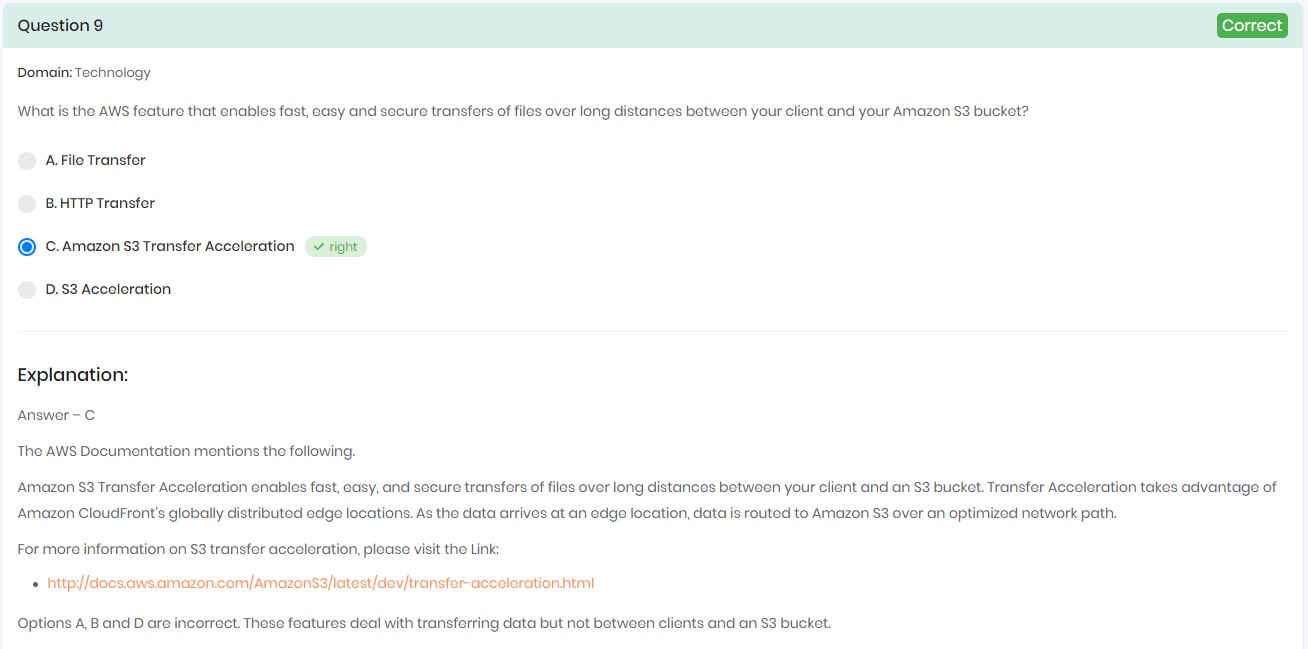 Question 9
Correct
Domain: Technology
What is the AWS feature that enables fast, easy and secure transfers of files over long distances between your client and your Amazon S3 bucket?
A. File Transfer
B. HTTP Transfer
C. Amazon S3 Transfer Acceleration
right
D. S3 Acceleration
Explanation:
Answer – C
The AWS Documentation mentions the following.
Amazon S3 Transfer Acceleration enables fast, easy, and secure transfers of files over long distances between your client and an S3 bucket. Transfer Acceleration takes advantage of
Amazon CloudFront's globally distributed edge locations. As the data arrives at an edge location, data is routed to Amazon S3 over an optimized network path.
For more information on S3 transfer acceleration, please visit the Link:
http://docs.aws.amazon.com/AmazonS3/latest/dev/transfer-acceleration.html
Options A, B and D are incorrect. These features deal with transferring data but not between clients and an S3 bucket.